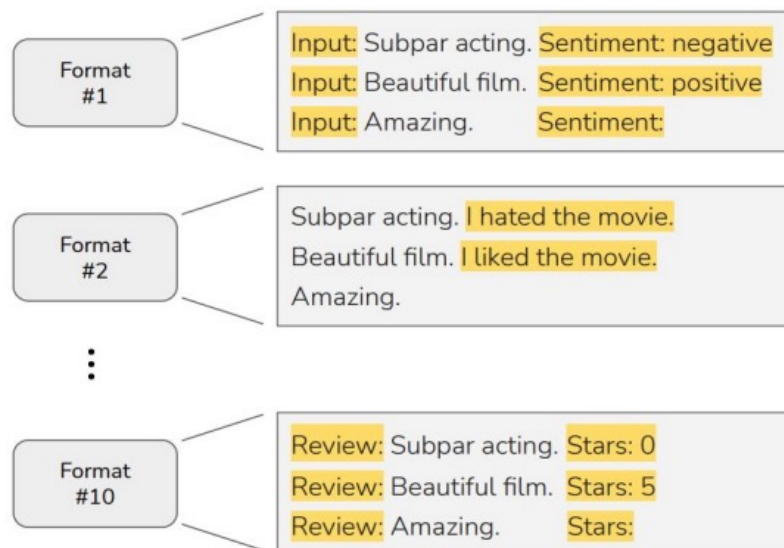 Format
#1
Input: Subpar acting. Sentiment: negative
Input: Beautiful film. Sentiment: positive
Input: Amazing. Sentiment:
Format
#2
Subpar acting. I hated the movie.
Beautiful film. I liked the movie.
Amazing.
Format
#10
Review: Subpar acting. Stars: 0
Review: Beautiful film. Stars: 5
Review: Amazing. Stars: